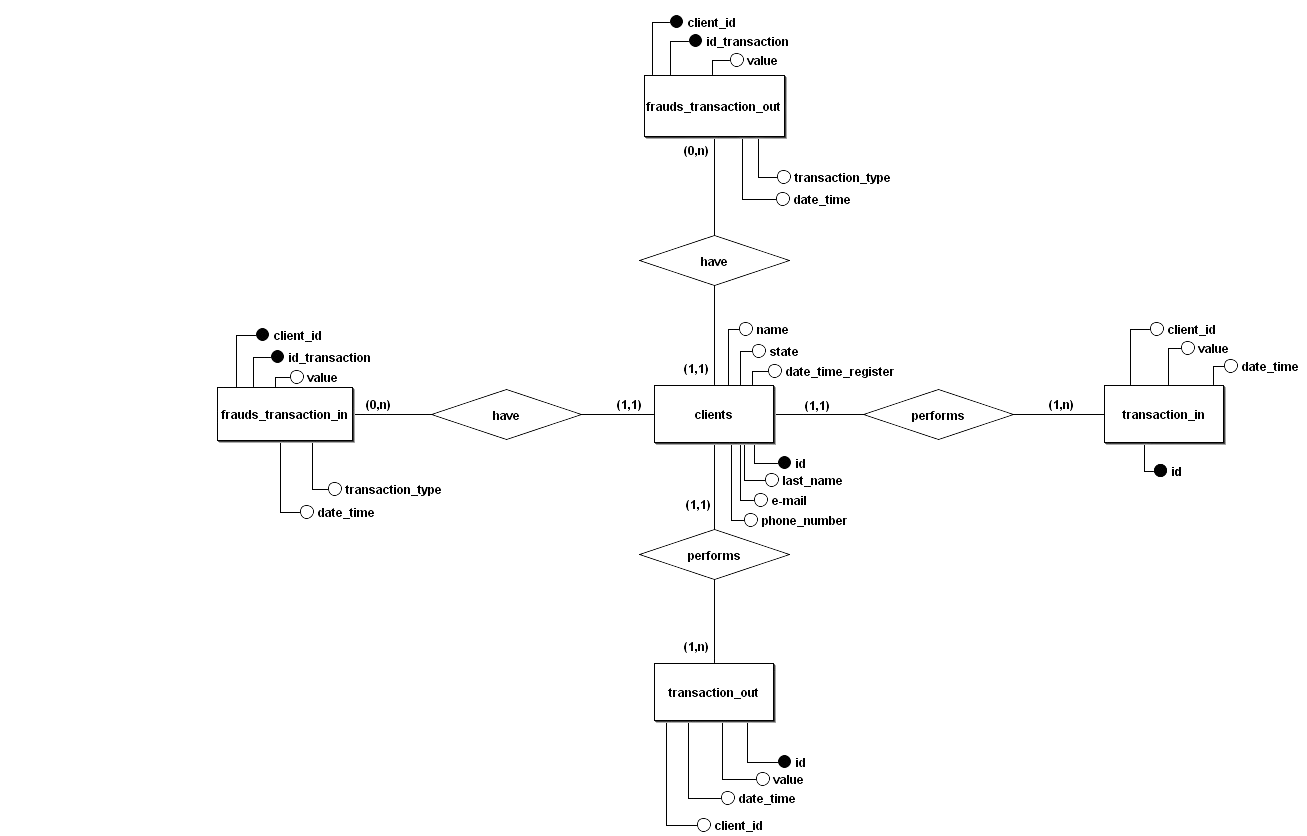 client_id
id_transaction
value
frauds_transaction_out
(0,n)
transaction_type
date_time
have
(1,1)
name
state
date_time_register
client_id
id_transaction
value
frauds_transaction_in
(0,n)
have
(1,1)
clients
(1,1)
performs
(1,n)
client_id
value
date_time
transaction_in
id
transaction_type
date_time
id
last_name
e-mail
phone_number
(1,1)
performs
(1,n)
transaction_out
id
value
date_time
client_id